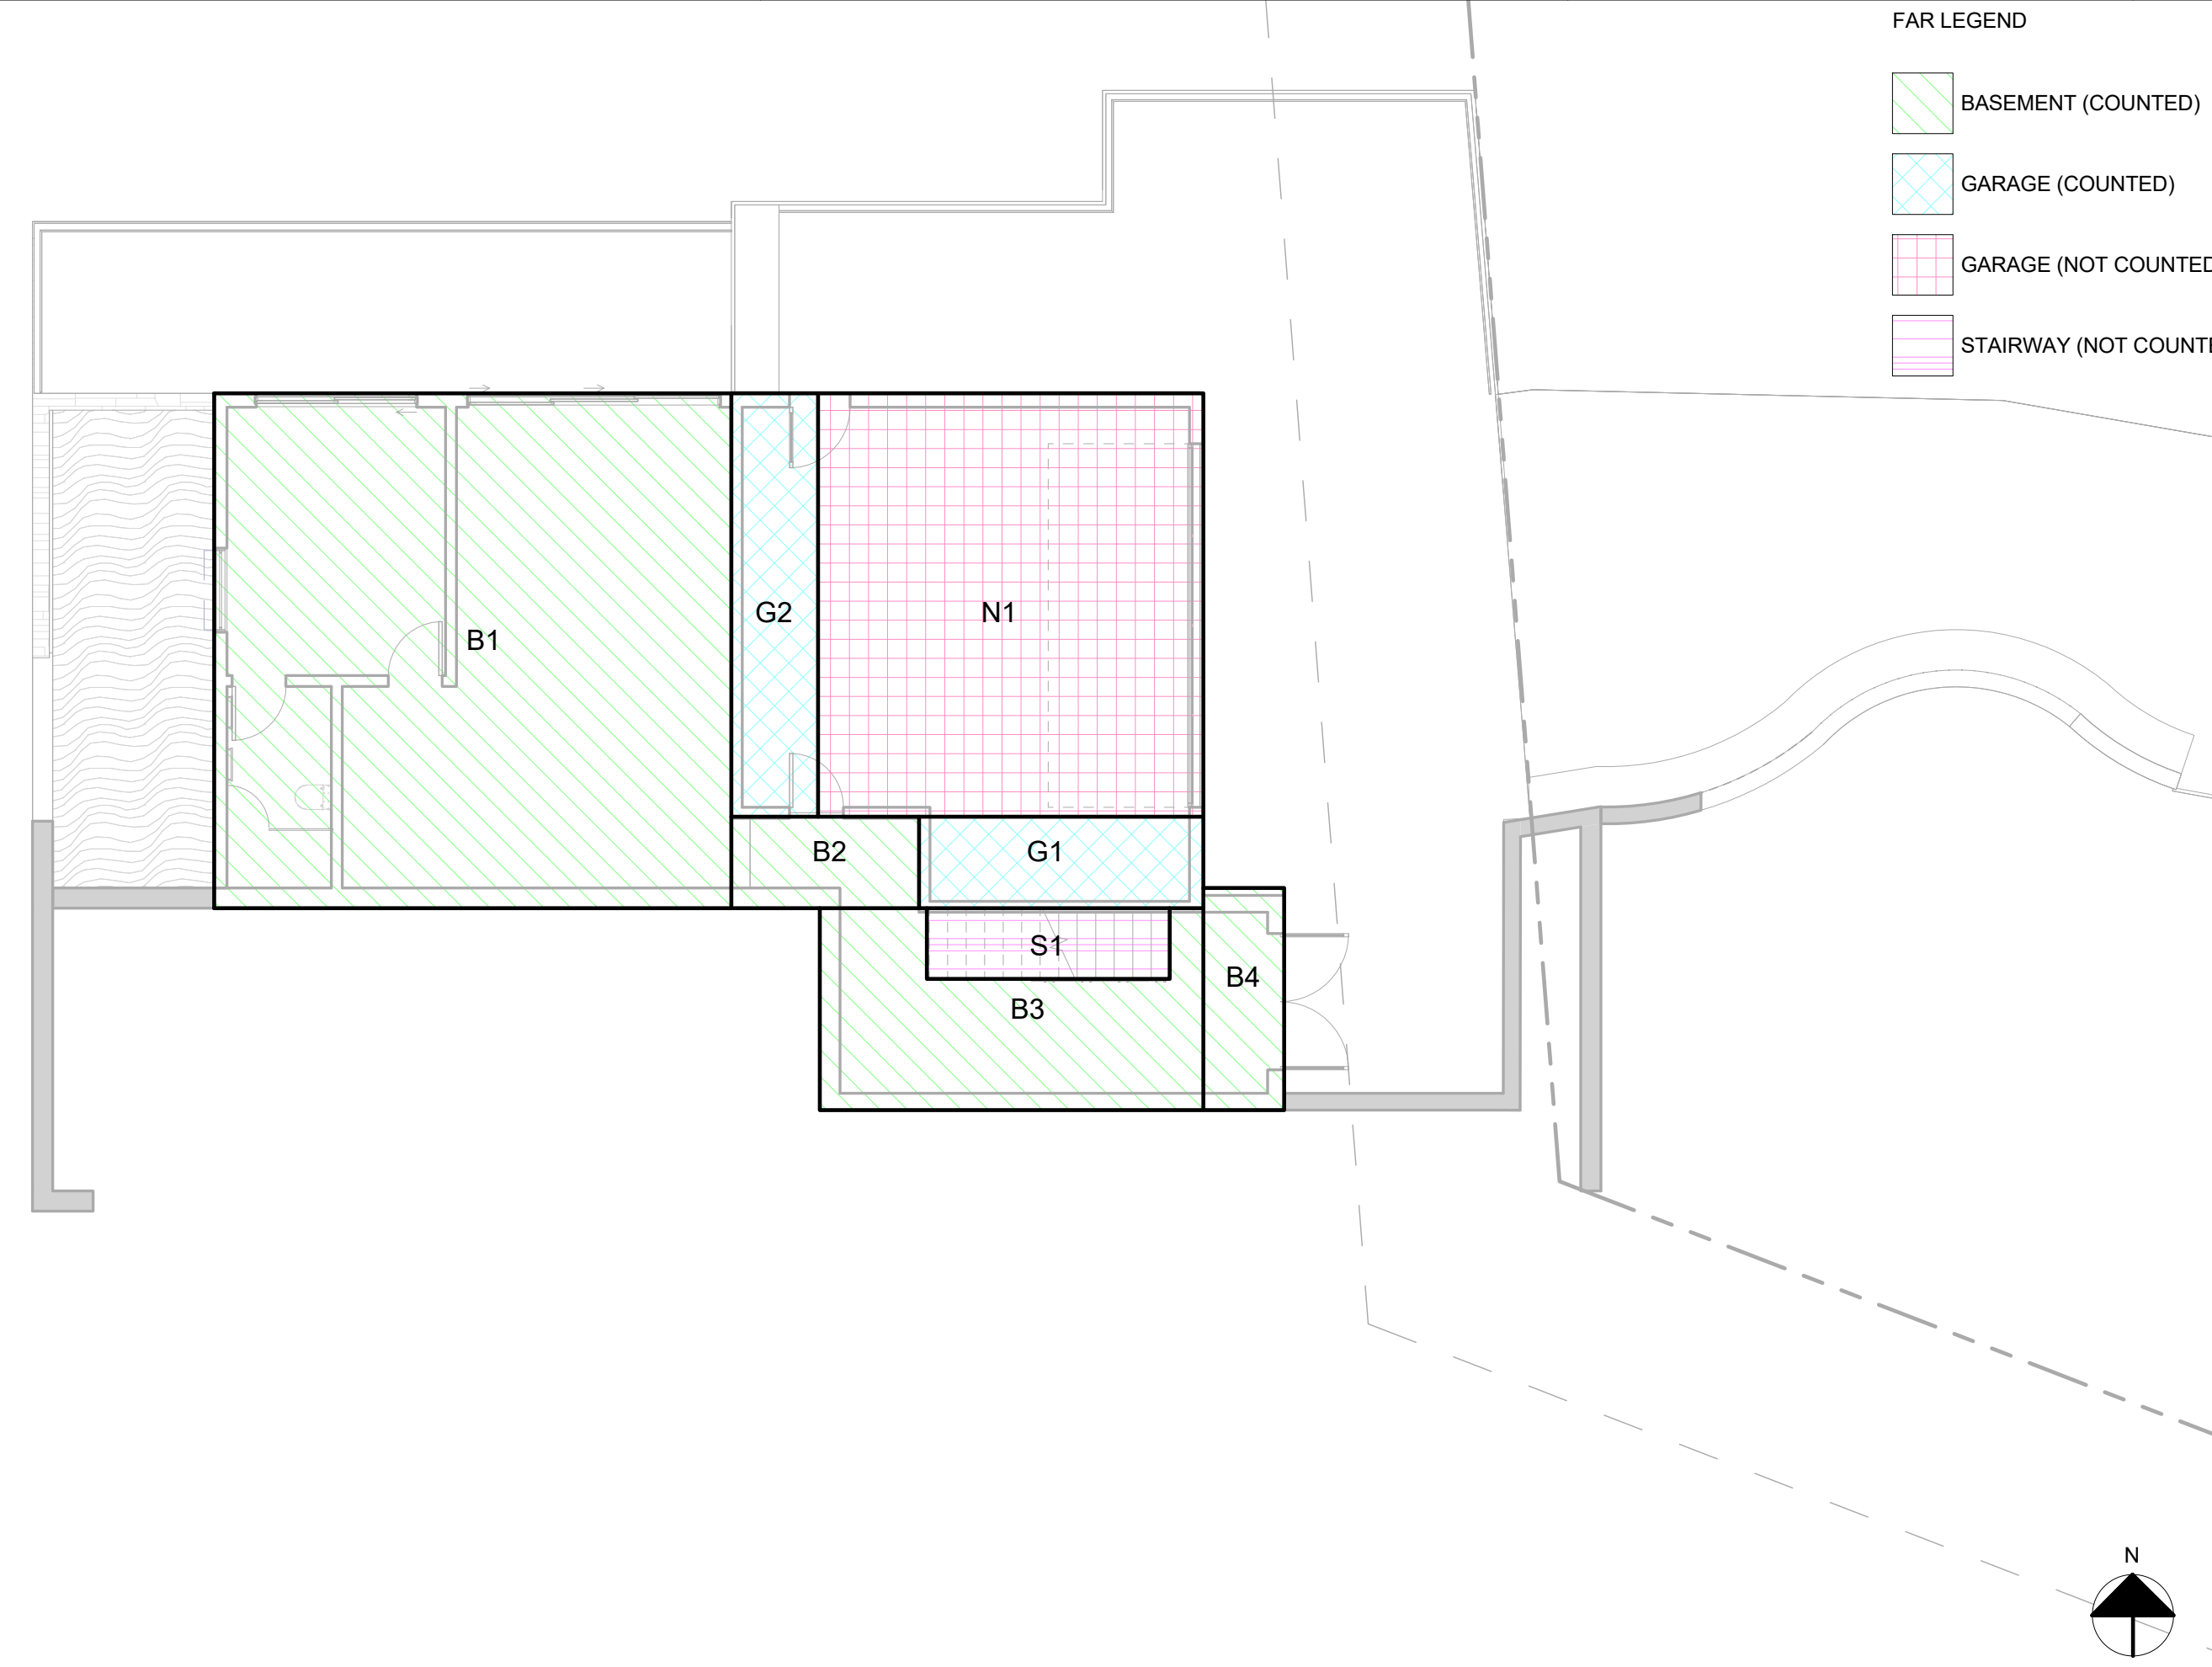 FAR LEGEND
BASEMENT (COUNTED)
GARAGE (COUNTED)
GARAGE (NOT COUNTED
STAIRWAY (NOT COUNTE
G2
N1
B1
B2
G1
S1
B4
B3
N